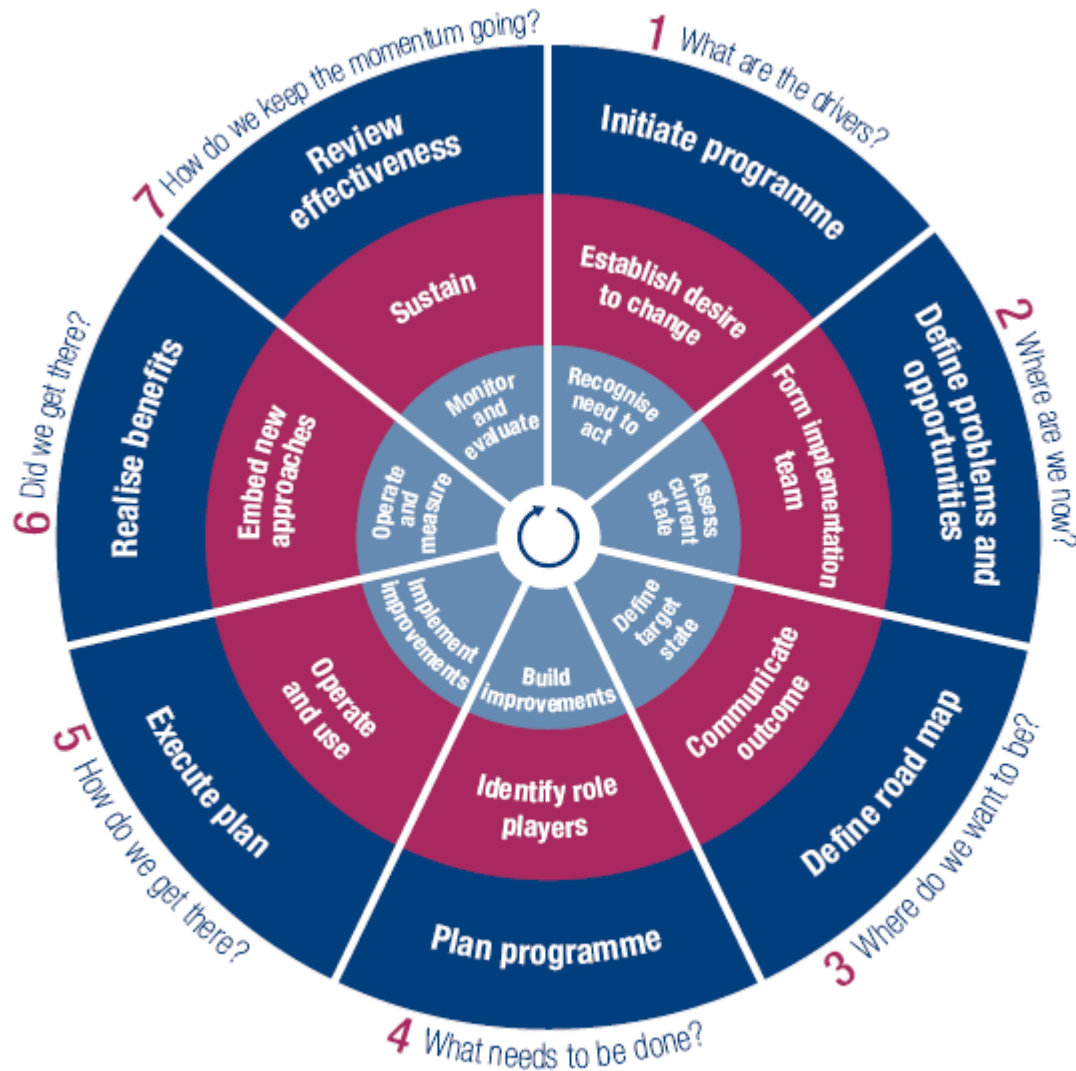 1 What are the drivers?
Initiate programme
Establish desire
to change
Recognise
need to
act
2 Where are we now?
Define problems and
opportunities
Form implementation
team
Assess
current
state
3 Where do we want to be?
Define road map
Communicate
outcome
Define
target
state
4 What needs to be done?
Plan programme
Identify role
players
Build
improvements
5 How do we get there?
Execute plan
Operate
and use
Implement
improvements
6 Did we get there?
Realise benefits
Embed new
approaches
Operate
and
measure
7 How do we keep the momentum going?
Review
effectiveness
Sustain
Monitor
and
evaluate